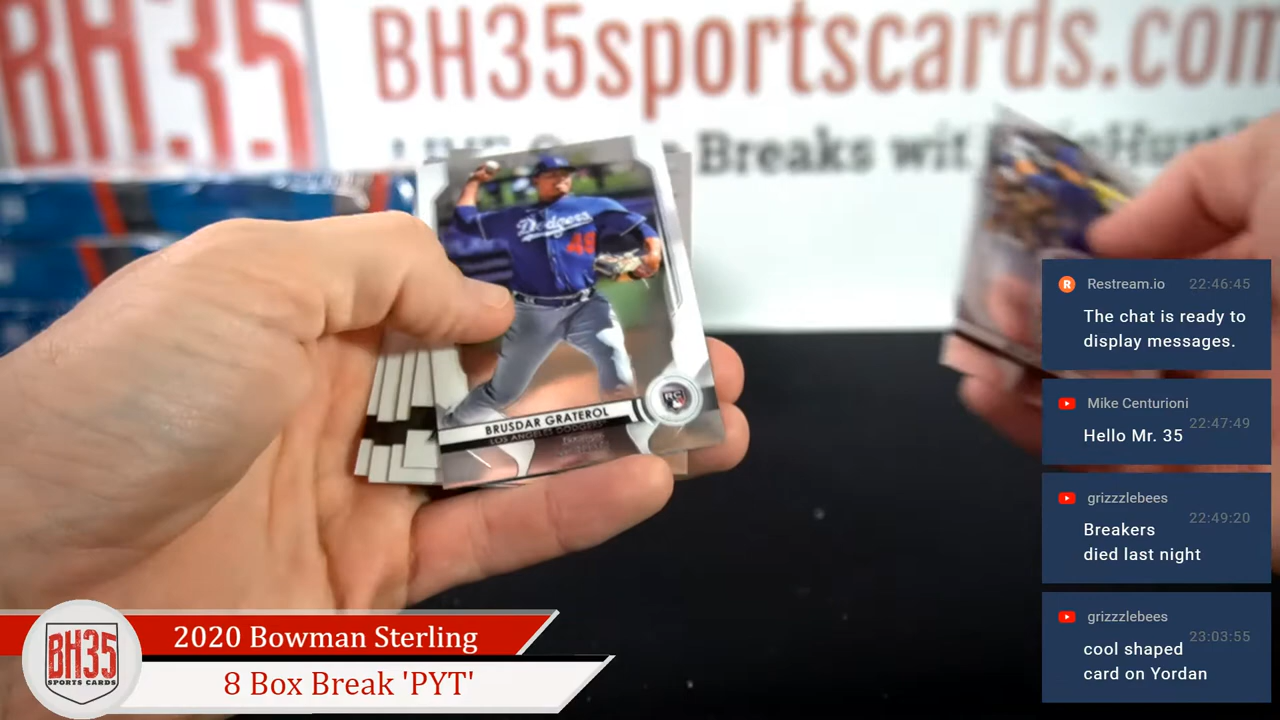 BH35
BH35sportscards.com
Breaks
Dodgers
BRUSDAR GRATEROL
LOS ANGELES DODGERS
RC
Restream.io 22:46:45
The chat is ready to
display messages.
Mike Centurioni 22:47:49
Hello Mr. 35
grizzzlebees 22:49:20
Breakers
died last night
grizzzlebees 23:03:55
cool shaped
card on Yordan
BH35
SPORTS CARDS
2020 Bowman Sterling
8 Box Break 'PYT'